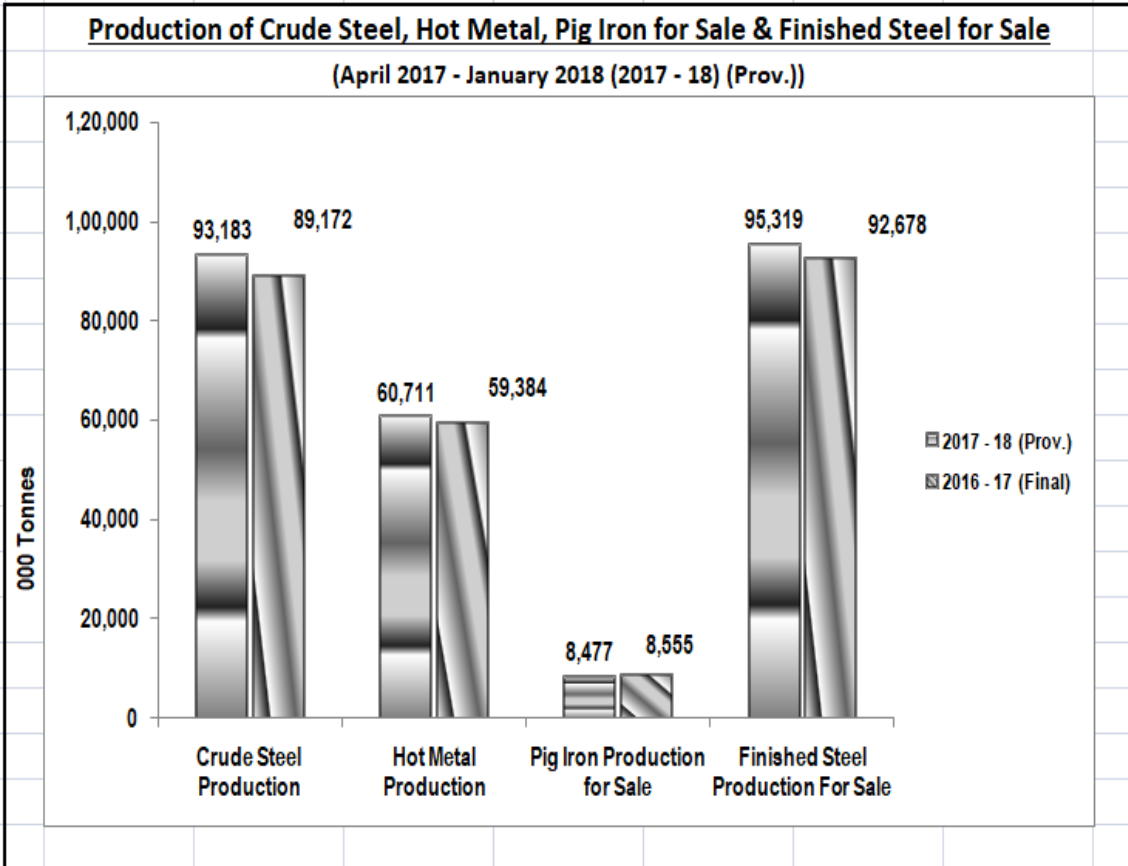 Production of Crude Steel, Hot Metal, Pig Iron for Sale & Finished Steel for Sale
(April 2017 - January 2018 (2017 - 18) (Prov.))
1,20,000
1,00,000
80,000
60,000
40,000
20,000
0
000 Tonnes
93,183
89,172
60,711
59,384
8,477
8,555
95,319
92,678
Crude Steel
Production
Hot Metal
Production
Pig Iron Production
for Sale
Finished Steel
Production For Sale
2017 - 18 (Prov.)
2016 - 17 (Final)